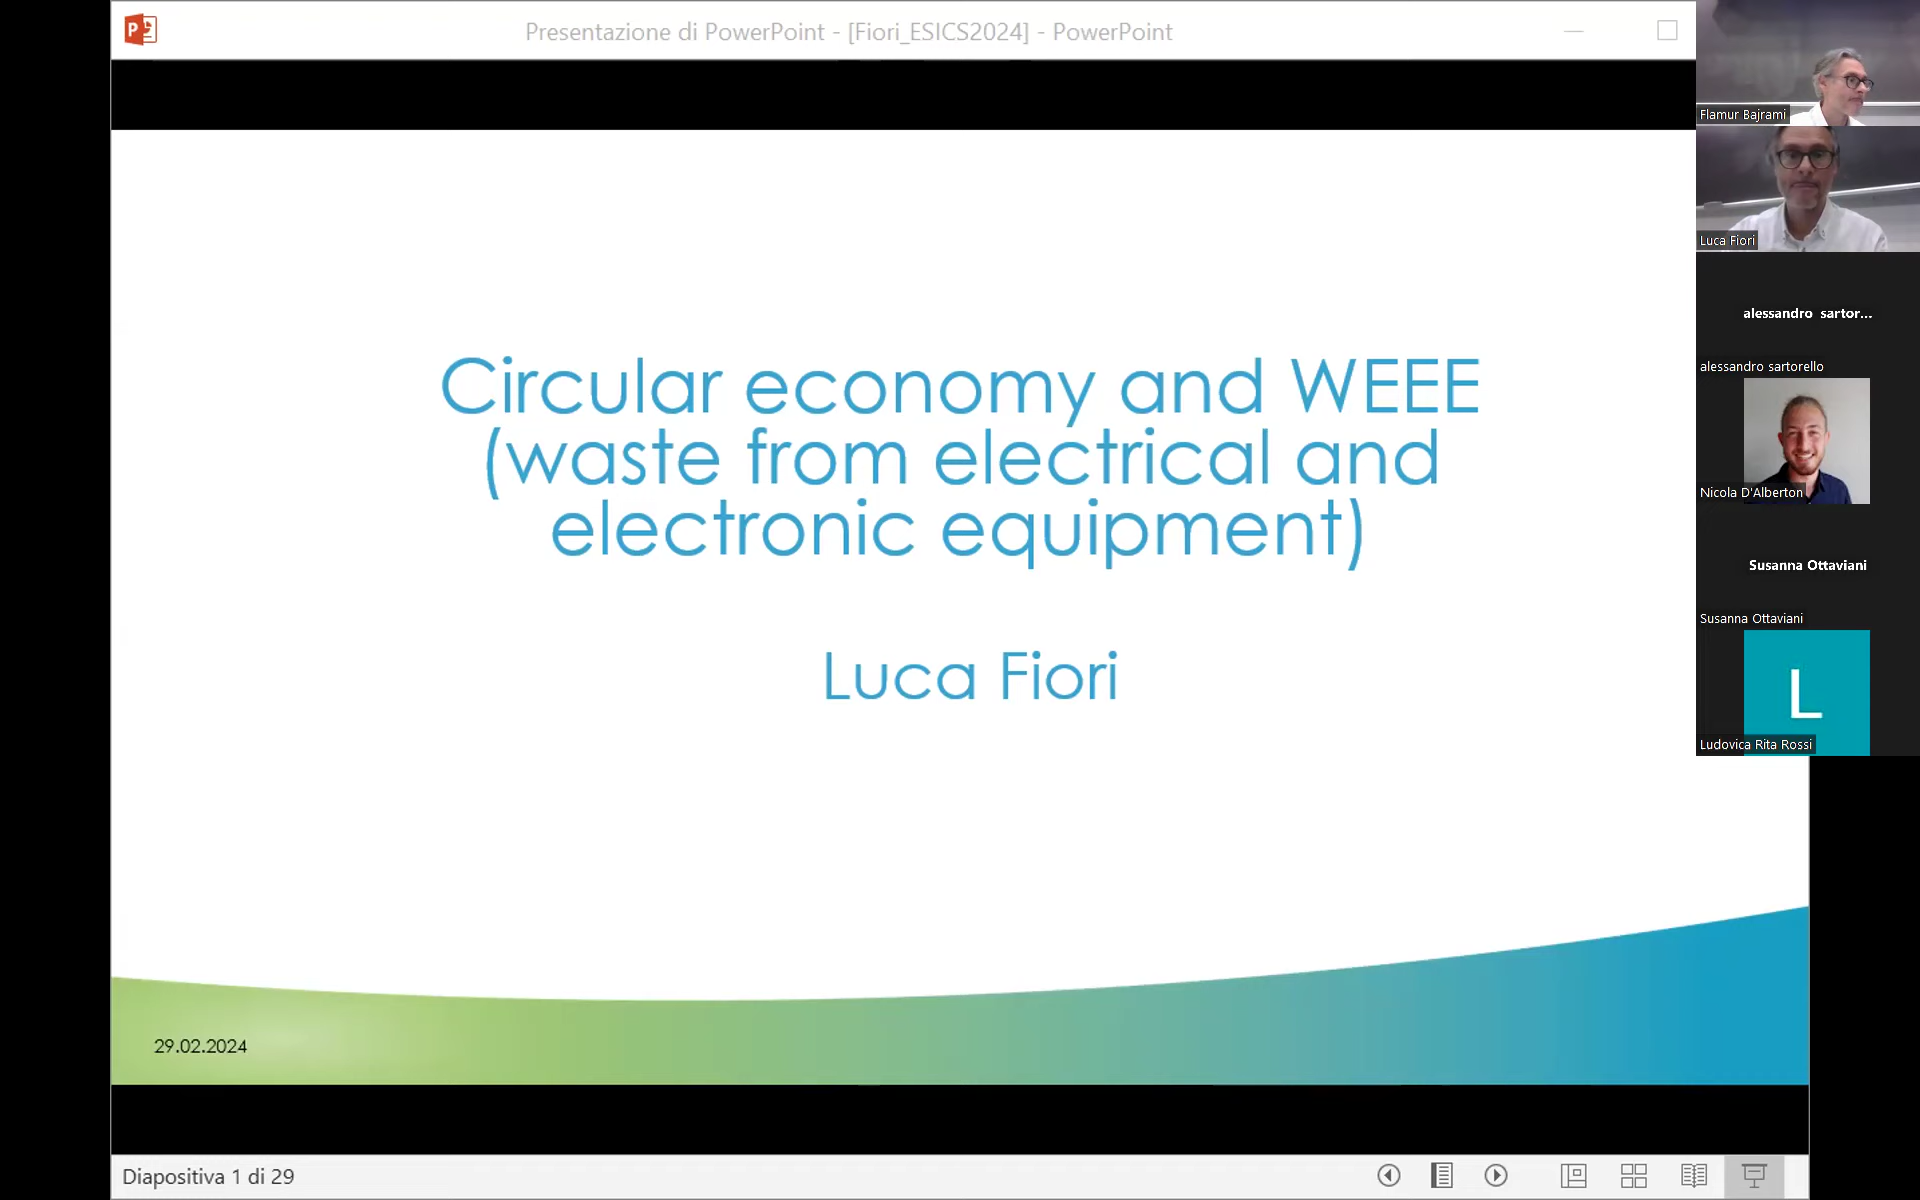 Presentazione di PowerPoint - [Fiori_ESICS2024] - PowerPoint
Circular economy and WEEE
(waste from electrical and
electronic equipment)
Luca Fiori
29.02.2024
Diapositiva 1 di 29
Flamur Bajrami
Luca Fiori
alessandro sartor...
alessandro sartorello
Nicola D'Alberton
Susanna Ottaviani
Susanna Ottaviani
L
Ludovica Rita Rossi